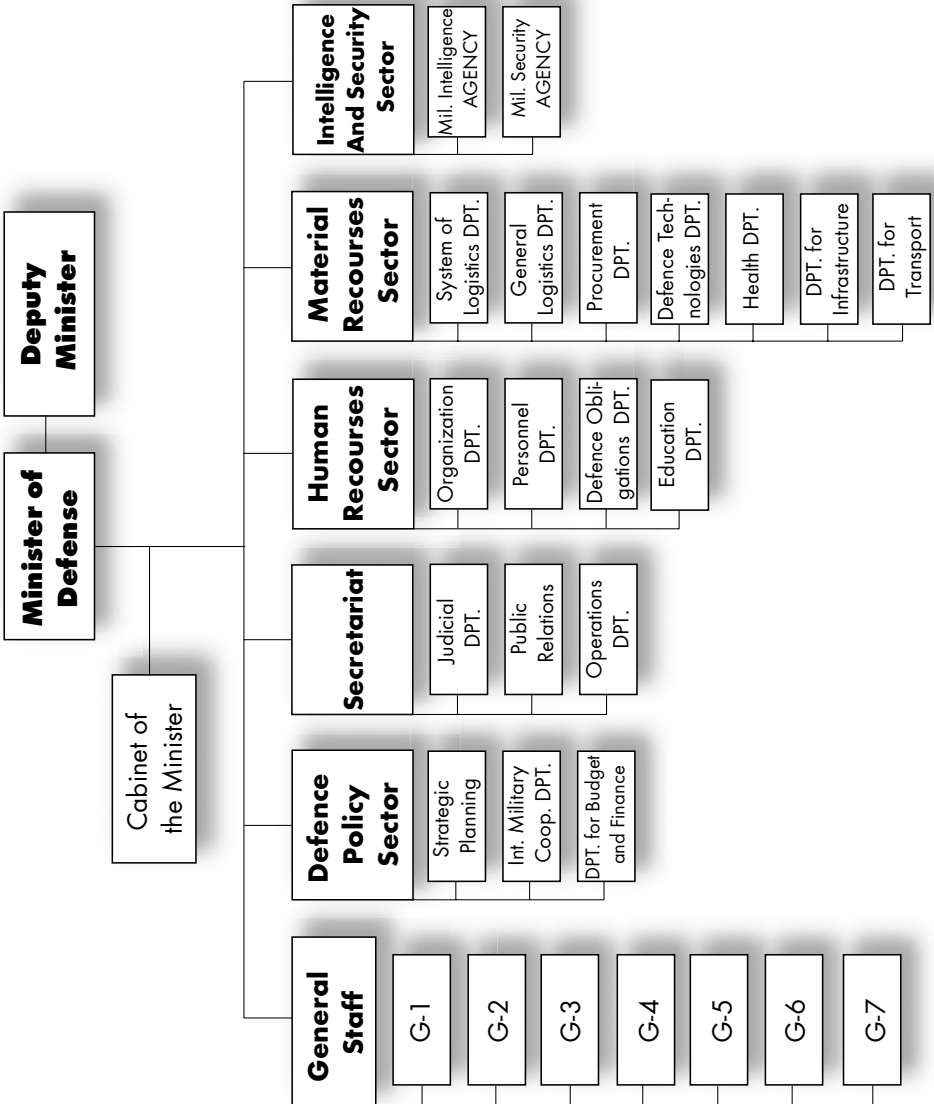 Minister of
Defense
Deputy
Minister
Cabinet of
the Minister
General
Staff
G-1
G-2
G-3
G-4
G-5
G-6
G-7
Defence
Policy
Sector
Strategic
Planning
Int. Military
Coop. DPT.
DPT. for Budget
and Finance
Secretariat
Judicial
DPT.
Public
Relations
Operations
DPT.
Human
Recourses
Sector
Organization
DPT.
Personnel
DPT.
Defence Obli-
gations DPT.
Education
DPT.
Material
Recourses
Sector
System of
Logistics DPT.
General
Logistics DPT.
Procurement
DPT.
Defence Tech-
nologies DPT.
Health DPT.
DPT. for
Infrastructure
DPT. for
Transport
Intelligence
And Security
Sector
Mil. Intelligence
AGENCY
Mil. Security
AGENCY